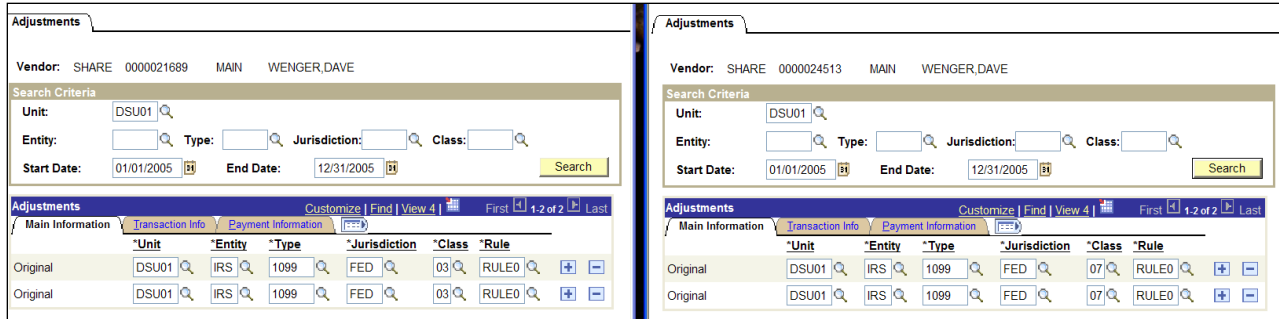 Adjustments
Vendor: SHARE 0000021689 MAIN WENGER,DAVE
Search Criteria
Unit: DSU01
Entity: Type: Jurisdiction: Class:
Start Date: 01/01/2005 31 End Date: 12/31/2005 31 Search
Adjustments Customize | Find | View 4 | First 1-2 of 2 Last
Main Information Transaction Info Payment Information
*Unit *Entity *Type *Jurisdiction *Class *Rule
Original DSU01 IRS 1099 FED 03 RULE0 + −
Original DSU01 IRS 1099 FED 03 RULE0 + −
Adjustments
Vendor: SHARE 0000024513 MAIN WENGER,DAVE
Search Criteria
Unit: DSU01
Entity: Type: Jurisdiction: Class:
Start Date: 01/01/2005 31 End Date: 12/31/2005 31 Search
Adjustments Customize | Find | View 4 | First 1-2 of 2 Last
Main Information Transaction Info Payment Information
*Unit *Entity *Type *Jurisdiction *Class *Rule
Original DSU01 IRS 1099 FED 07 RULE0 + −
Original DSU01 IRS 1099 FED 07 RULE0 + −